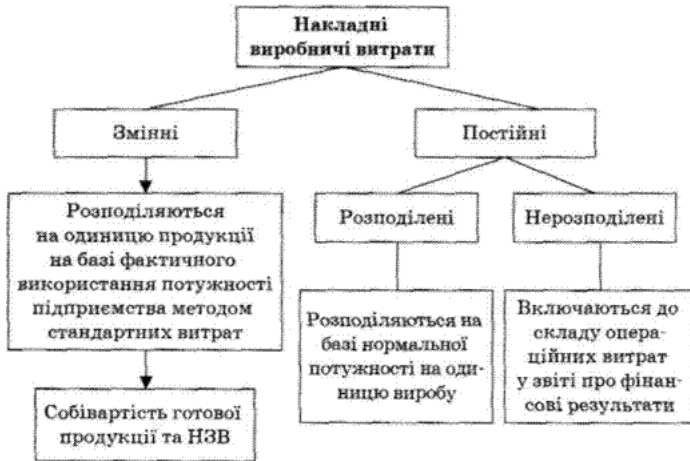 Накладні
виробничі витрати
Змінні
Постійні
Розподіляються
на одиницю продукції
на базі фактичного
використання потужності
підприємства методом
стандартних витрат
Розподілені
Нерозподілені
Розподіляються на
базі нормальної
потужності на оди-
ницю виробу
Включаються до
складу опера-
ційних витрат
у звіті про фінан-
сові результати
Собівартість готової
продукції та НЗВ